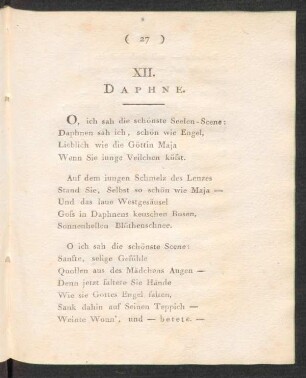 ( 27 )
XII.
DAPHNE.
O, ich sah die schönste Seelen-Scene:
Daphnen sah ich, schön wie Engel,
Lieblich wie die Göttin Maja
Wenn Sie iunge Veilchen küſst.
Auf dem iungen Schmelz des Lenzes
Stand Sie, Selbst so schön wie Maja —
Und das laue Westgesäusel
Goſs in Daphnens keuschen Busen,
Sonnenhellen Blüthenschnee.
O ich sah die schönste Scene:
Sanfte, selige Gefühle
Quollen aus des Mädchens Augen —
Denn jetzt faltete Sie Hände
Wie sie Gottes Engel falten,
Sank dahin auf Seinen Teppich —
Weinte Wonn', und — betete. —